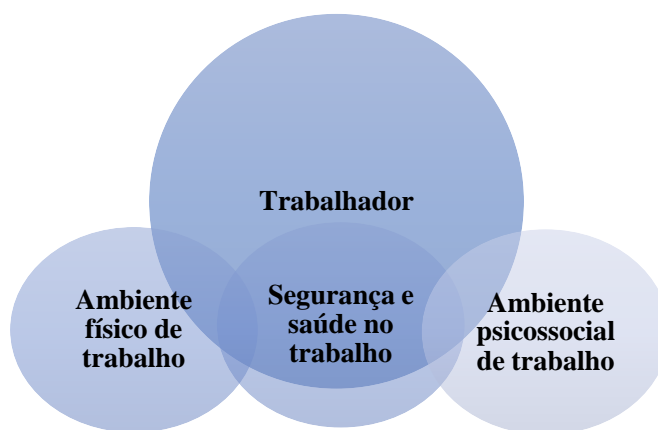 Trabalhador
Ambiente
físico de
trabalho
Segurança e
saúde no
trabalho
Ambiente
psicossocial
de trabalho